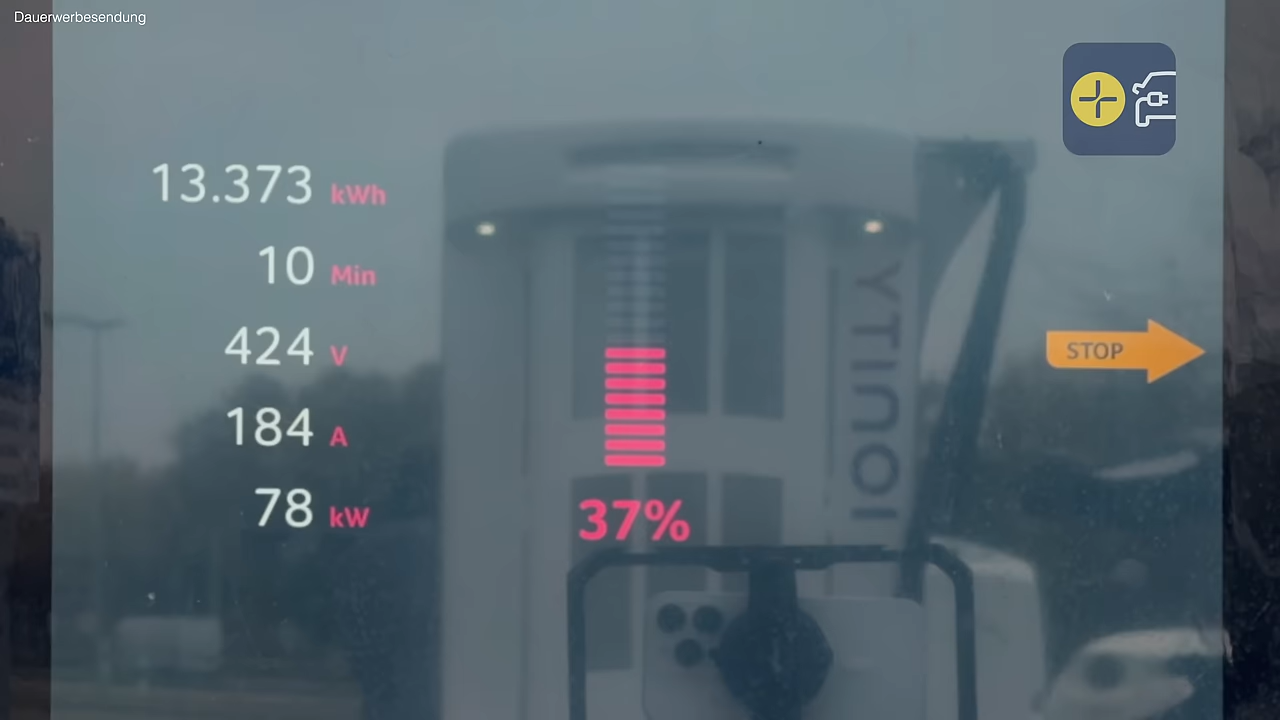 Dauerwerbesendung
13.373 kWh
10 Min
424 V
184 A
78 kW
37%
STOP
IONITY